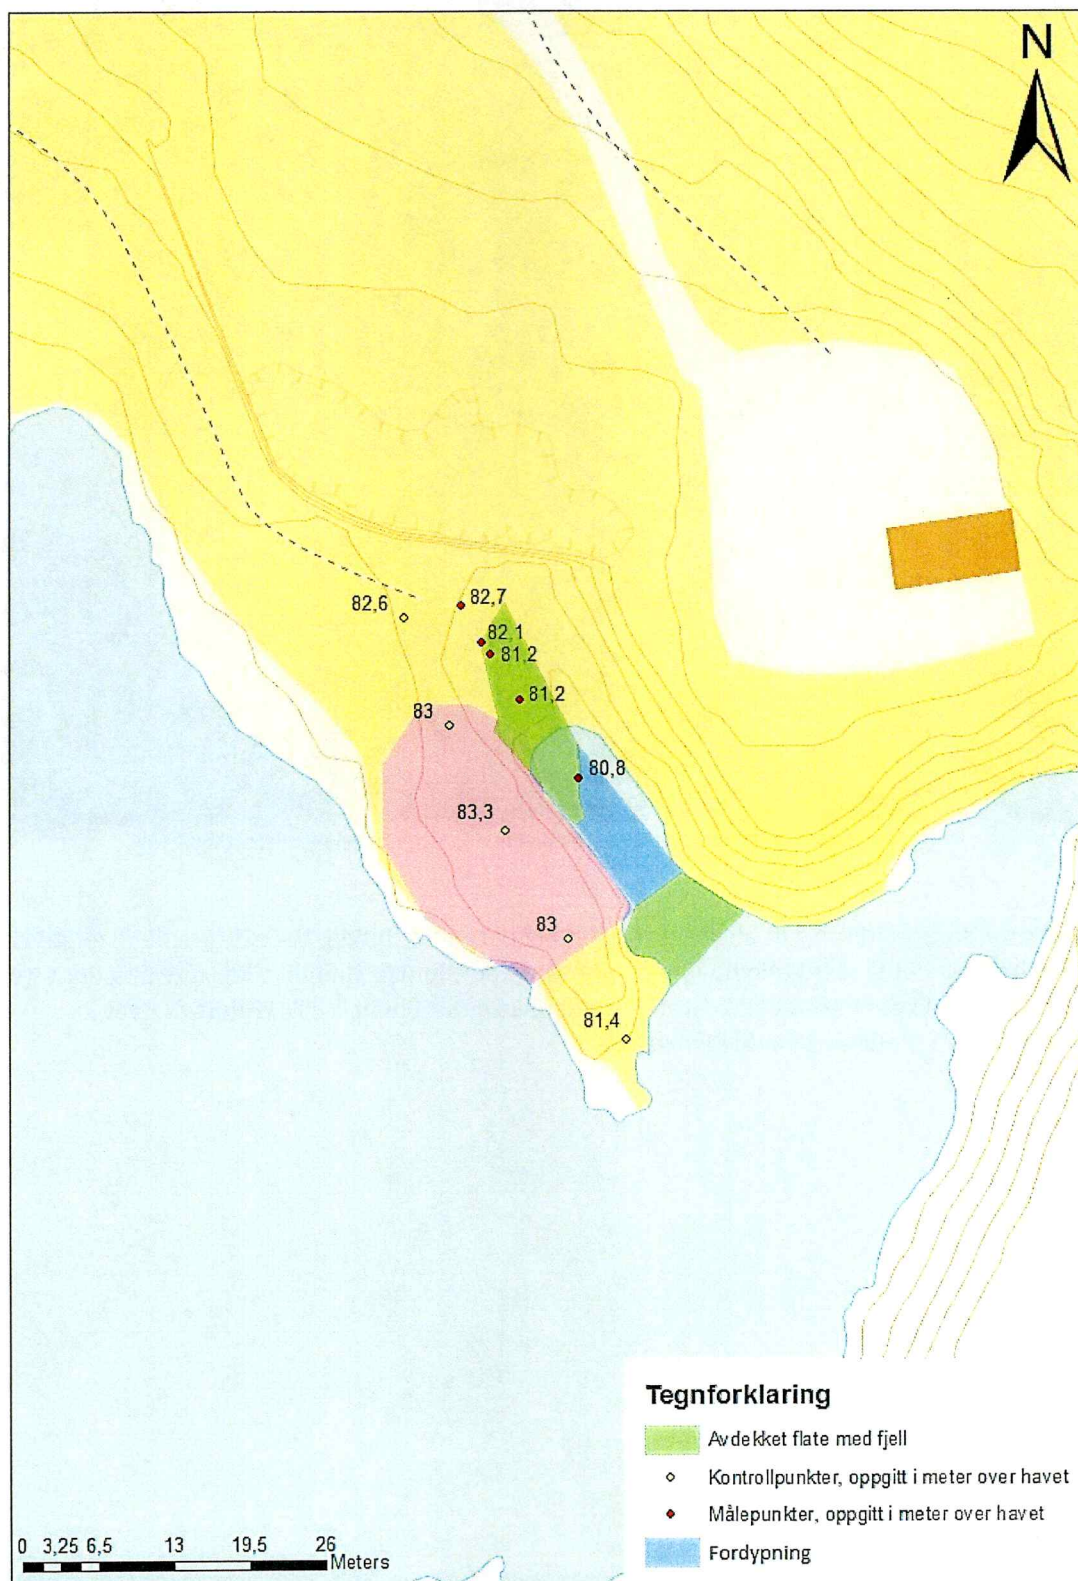 N
82,6
82,7
82,1
81,2
81,2
83
80,8
83,3
83
81,4
Tegnforklaring
Avdekket flate med fjell
Kontrollpunkter, oppgitt i meter over havet
Målepunkter, oppgitt i meter over havet
Fordypning
0 3,25 6,5 13 19,5 26
Meters